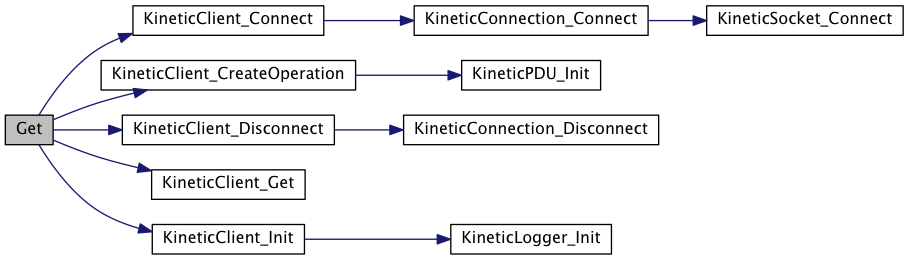 KineticClient_Connect
KineticConnection_Connect
KineticSocket_Connect
KineticClient_CreateOperation
KineticPDU_Init
Get
KineticClient_Disconnect
KineticConnection_Disconnect
KineticClient_Get
KineticClient_Init
KineticLogger_Init